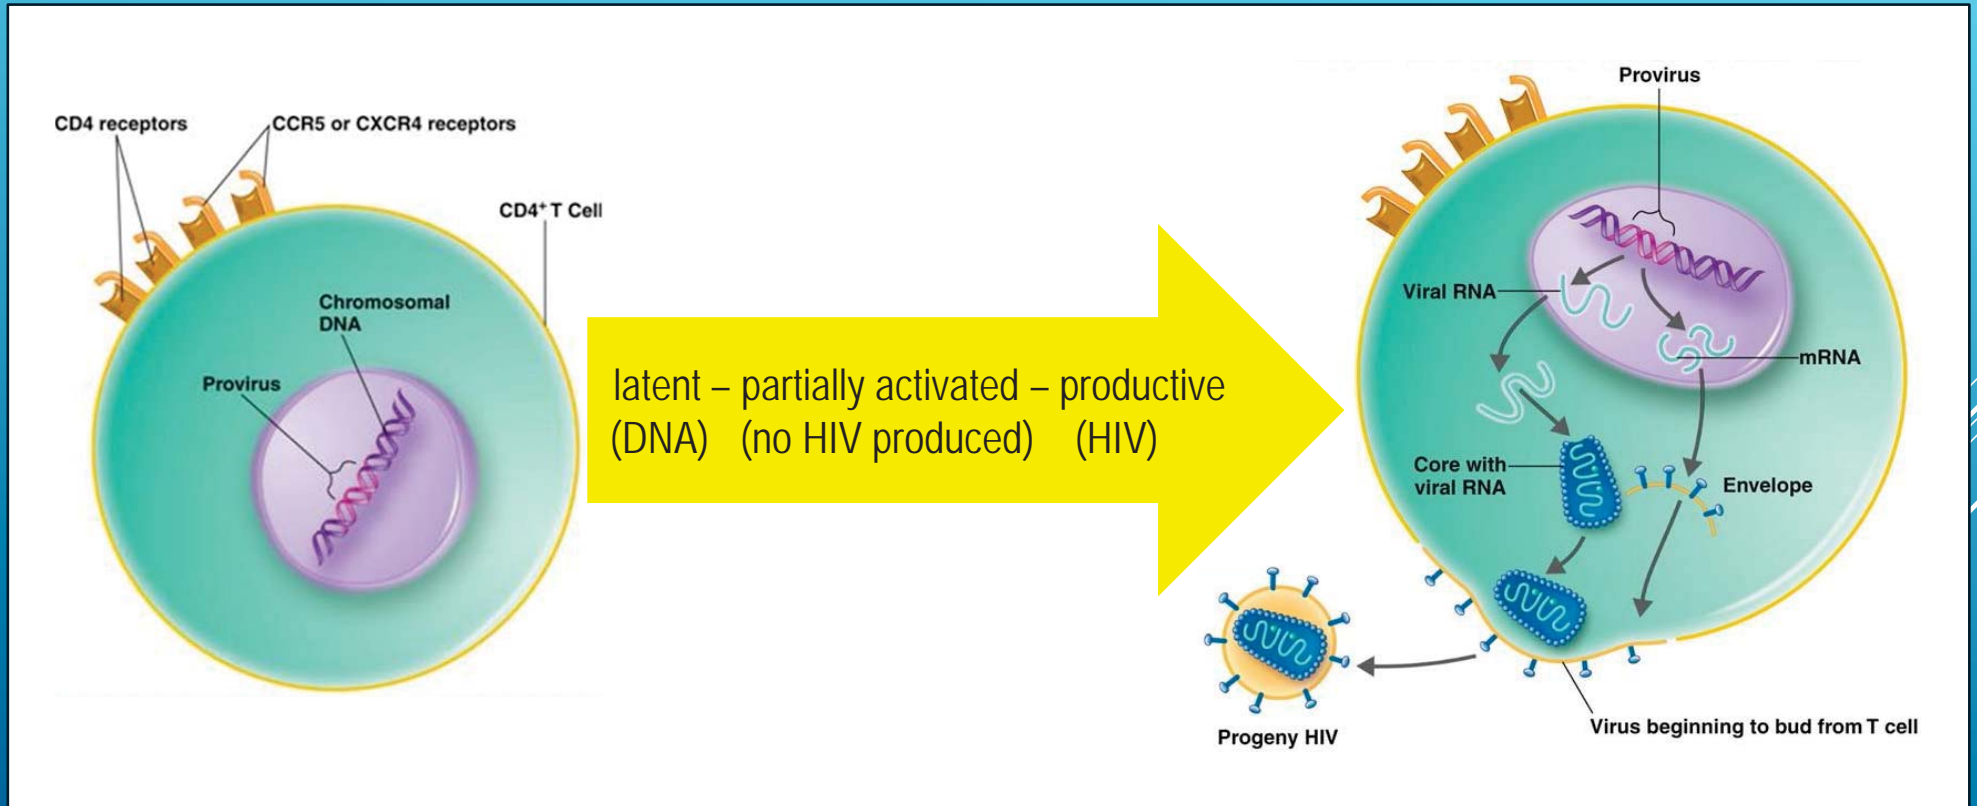 CD4 receptors
CCR5 or CXCR4 receptors
CD4⁺ T Cell
Chromosomal
DNA
Provirus
latent – partially activated – productive
(DNA) (no HIV produced) (HIV)
Provirus
Viral RNA
mRNA
Core with
viral RNA
Envelope
Progeny HIV
Virus beginning to bud from T cell